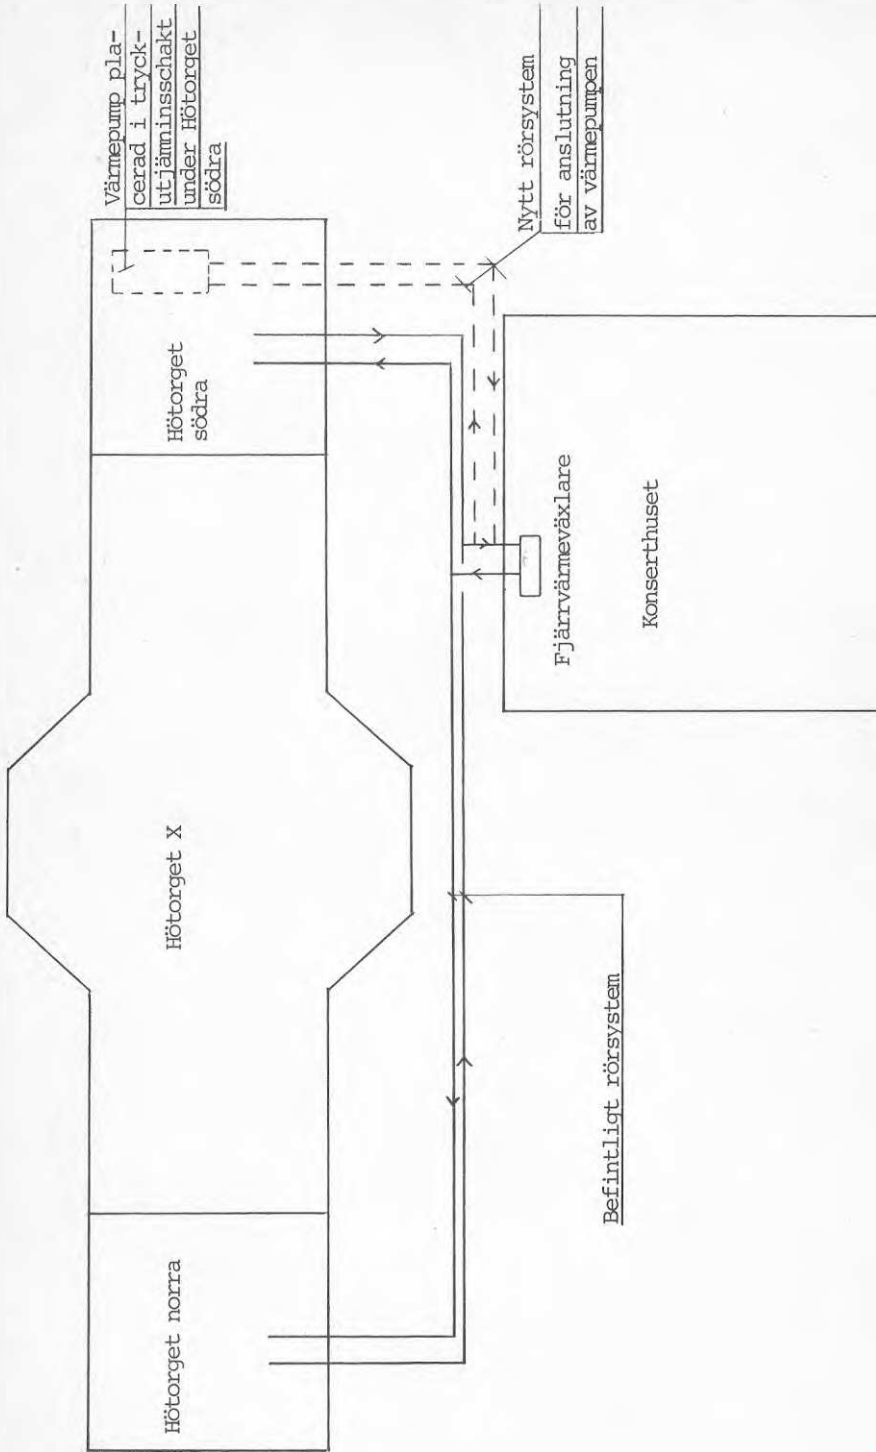 Värmepump pla-
cerad i tryck-
utjämninsschakt
under Hötorget
södra
Hötorget norra
Hötorget X
Hötorget
södra
Nytt rörsystem
för anslutning
av värmepumpen
Fjärrvärmeväxlare
Konserthuset
Befintligt rörsystem